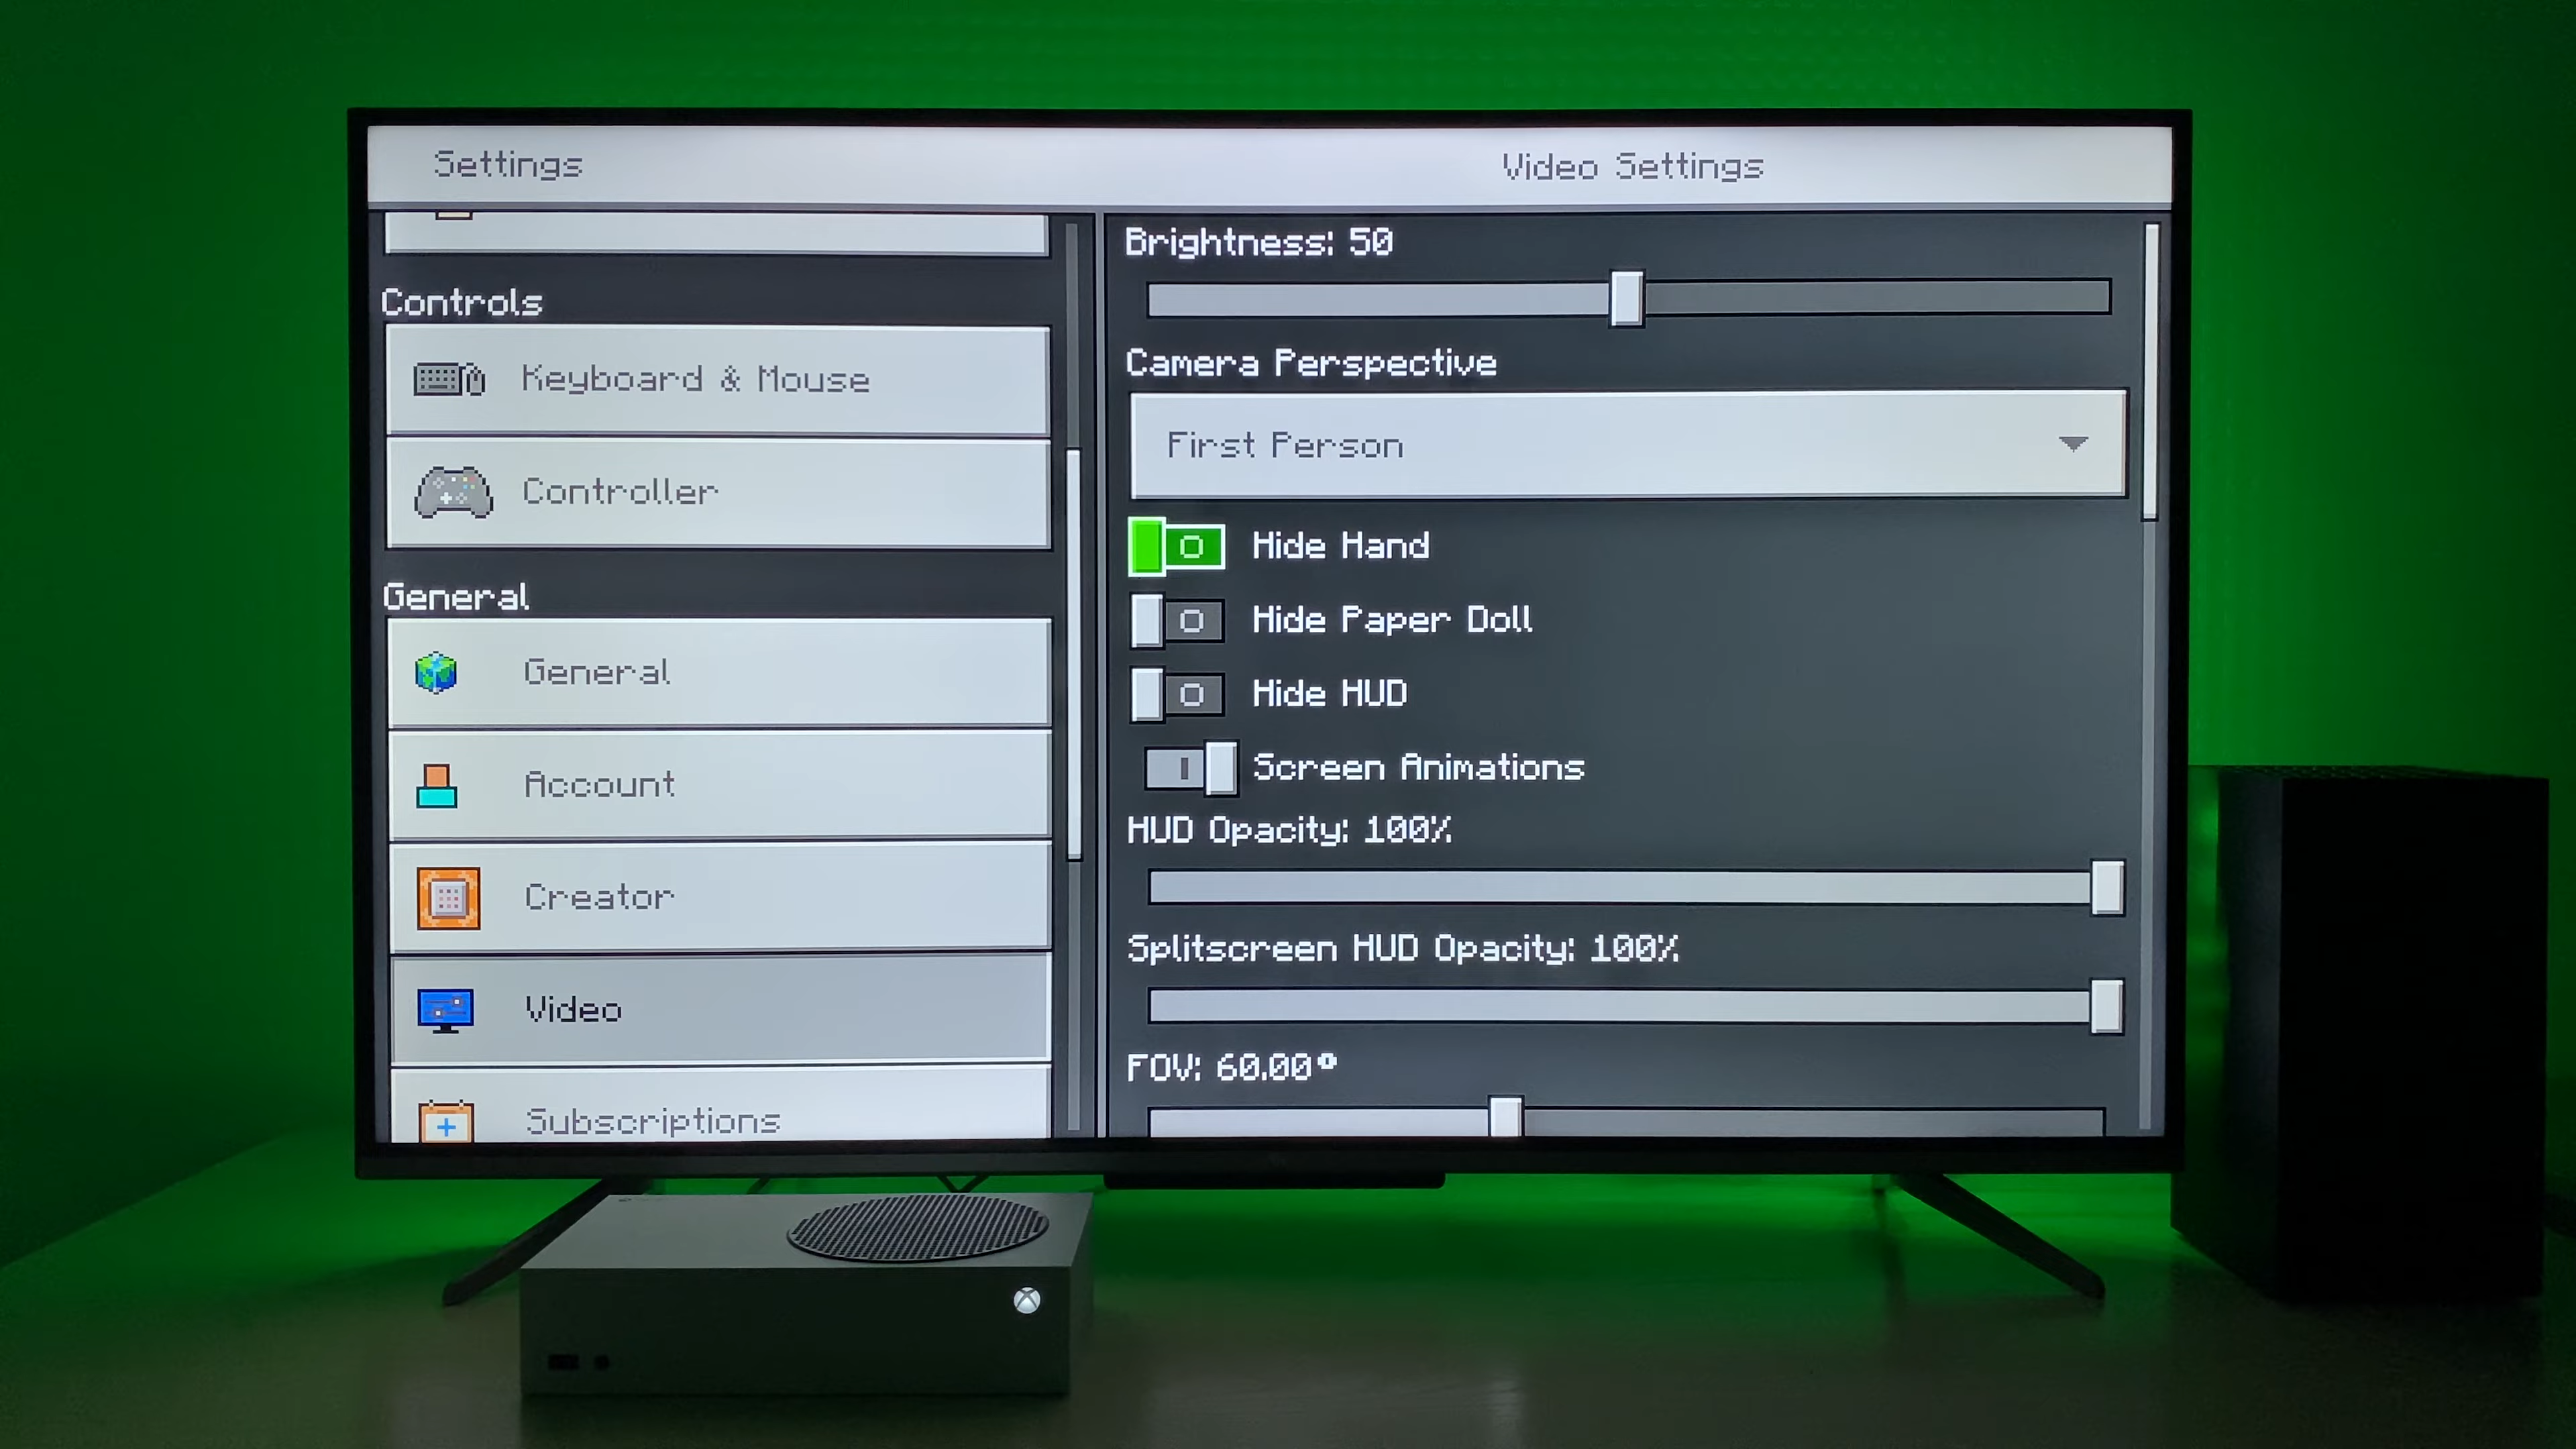 Settings
Video Settings
Controls
Keyboard & Mouse
Controller
General
General
Account
Creator
Video
Subscriptions
Brightness: 50
Camera Perspective
First Person
Hide Hand
Hide Paper Doll
Hide HUD
Screen Animations
HUD Opacity: 100%
Splitscreen HUD Opacity: 100%
FOV: 60.00°